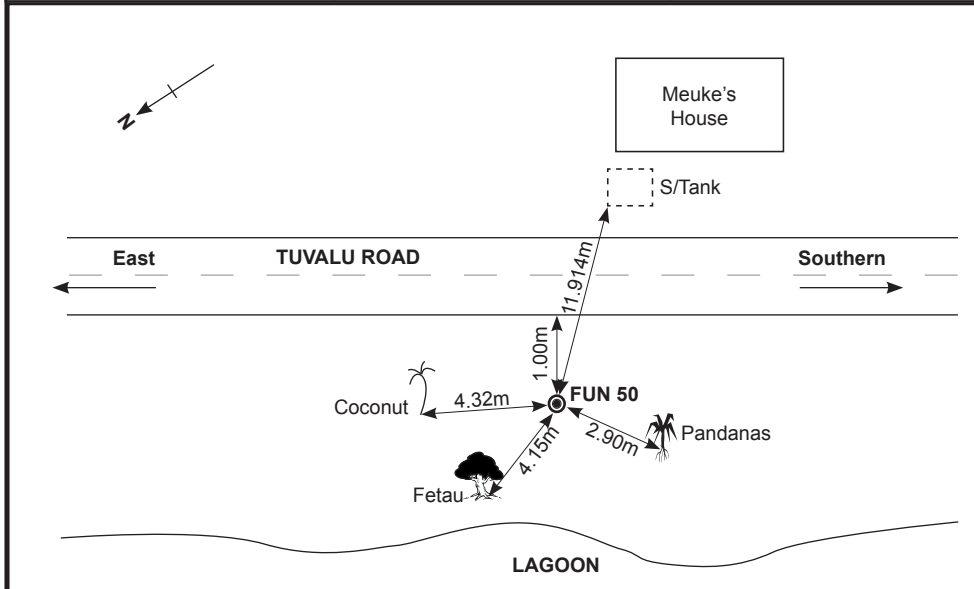 N
Meuke's
House
S/Tank
East
TUVALU ROAD
Southern
11.914m
1.00m
FUN 50
Coconut
4.32m
2.90m
Pandanas
4.15m
Fetau
LAGOON